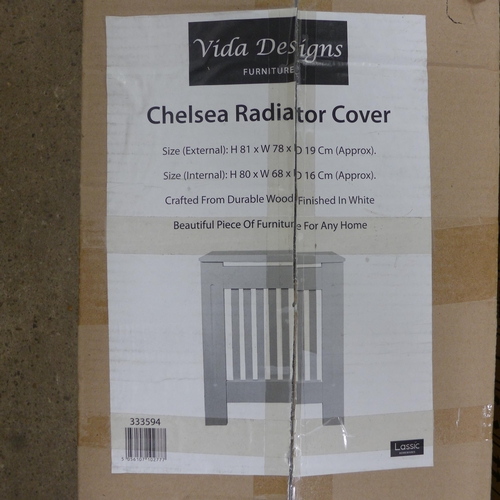 Vida Designs
FURNITURE
Chelsea Radiator Cover
Size (External): H 81 x W 78 x D 19 Cm (Approx).
Size (Internal): H 80 x W 68 x D 16 Cm (Approx).
Crafted From Durable Wood Finished In White
Beautiful Piece Of Furniture For Any Home
333594
Lassic